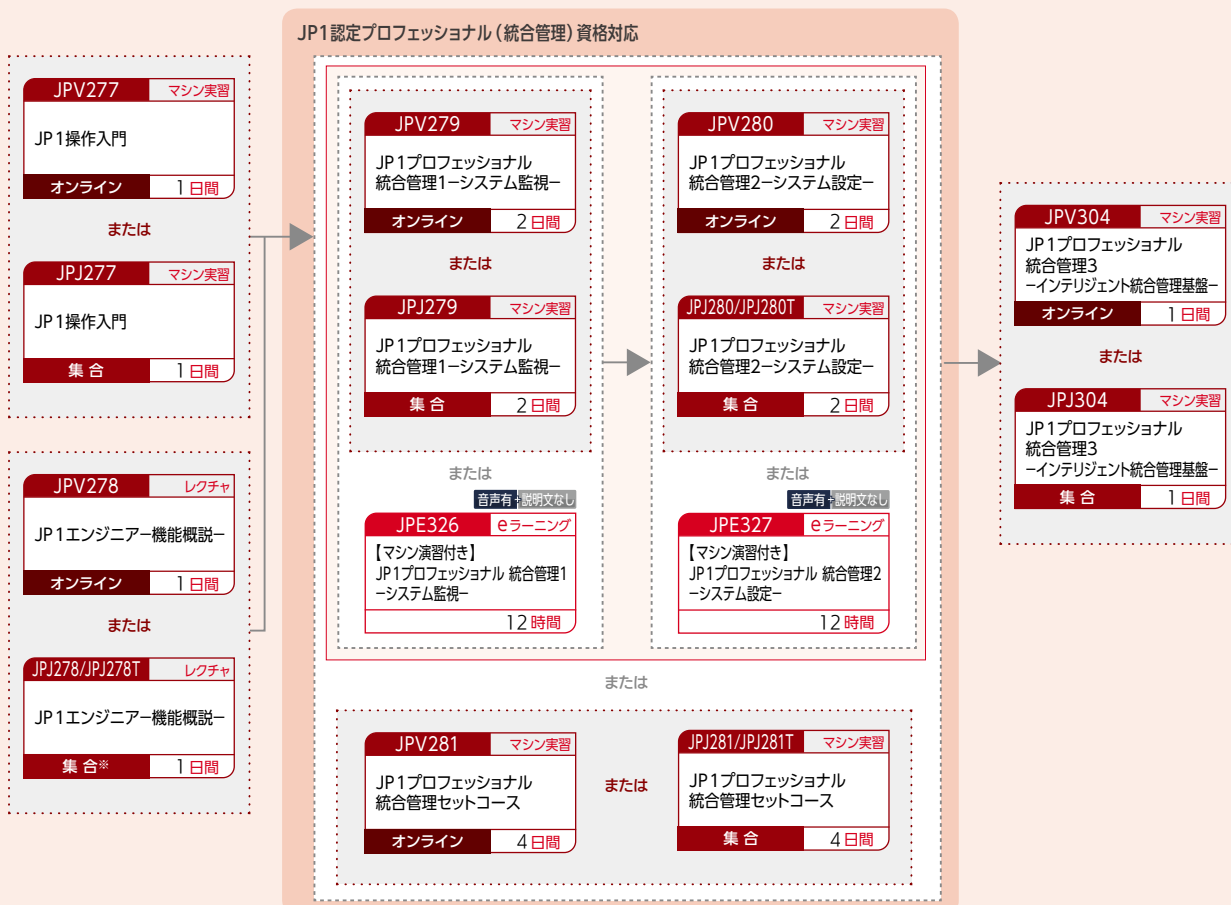 JP1認定プロフェッショナル（統合管理）資格対応
JPV277 マシン実習
JP1操作入門
オンライン 1日間
または
JPJ277 マシン実習
JP1操作入門
集合 1日間
JPV278 レクチャ
JP1エンジニアー機能概説ー
オンライン 1日間
または
JPJ278/JPJ278T レクチャ
JP1エンジニアー機能概説ー
集合※ 1日間
JPV279 マシン実習
JP1プロフェッショナル
統合管理1ーシステム監視ー
オンライン 2日間
または
JPJ279 マシン実習
JP1プロフェッショナル
統合管理1ーシステム監視ー
集合 2日間
または
音声有+説明文なし
JPE326 eラーニング
【マシン演習付き】
JP1プロフェッショナル 統合管理1
ーシステム監視ー
12時間
JPV280 マシン実習
JP1プロフェッショナル
統合管理2ーシステム設定ー
オンライン 2日間
または
JPJ280/JPJ280T マシン実習
JP1プロフェッショナル
統合管理2ーシステム設定ー
集合 2日間
または
音声有+説明文なし
JPE327 eラーニング
【マシン演習付き】
JP1プロフェッショナル 統合管理2
ーシステム設定ー
12時間
または
JPV281 マシン実習
JP1プロフェッショナル
統合管理セットコース
オンライン 4日間
または
JPJ281/JPJ281T マシン実習
JP1プロフェッショナル
統合管理セットコース
集合 4日間
JPV304 マシン実習
JP1プロフェッショナル
統合管理3
ーインテリジェント統合管理基盤ー
オンライン 1日間
または
JPJ304 マシン実習
JP1プロフェッショナル
統合管理3
ーインテリジェント統合管理基盤ー
集合 1日間